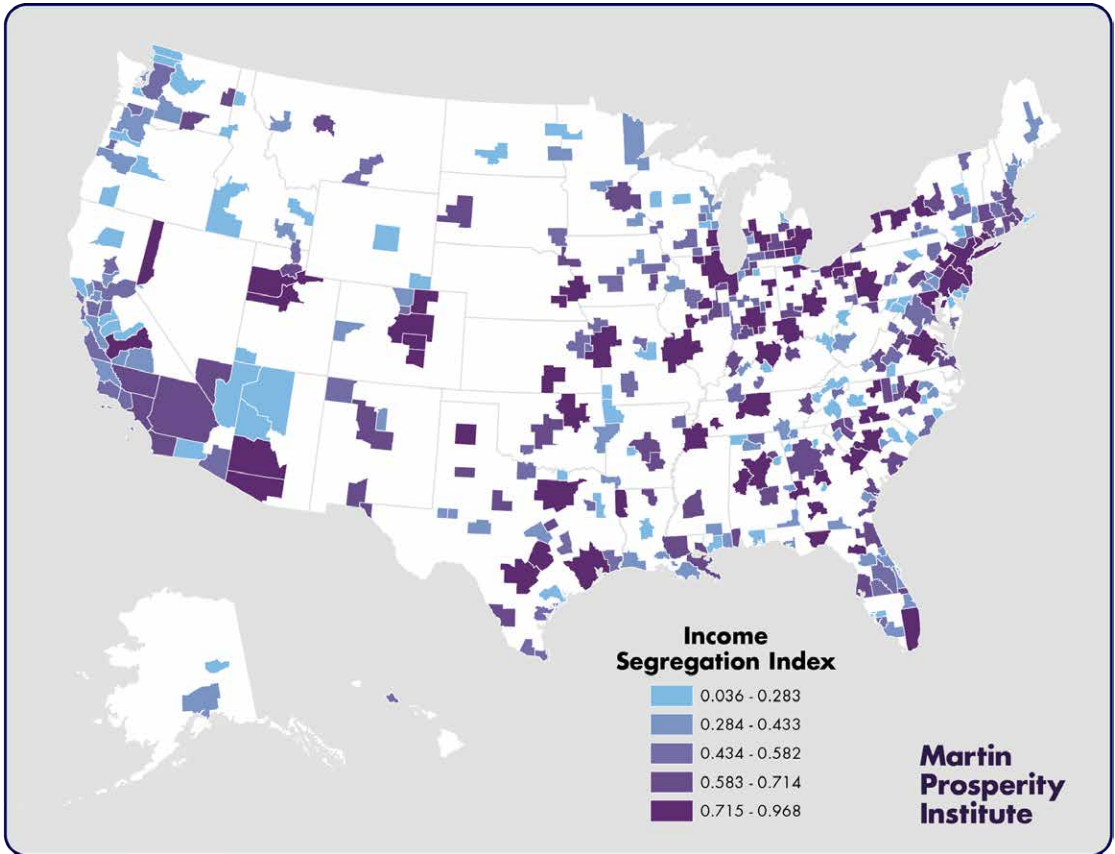 Income
Segregation Index
0.036 - 0.283
0.284 - 0.433
0.434 - 0.582
0.583 - 0.714
0.715 - 0.968
Martin
Prosperity
Institute